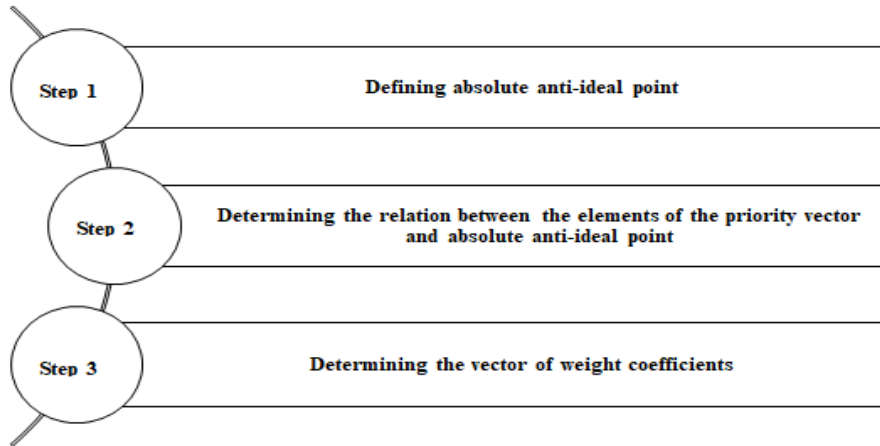 Step 1
Defining absolute anti-ideal point
Step 2
Determining the relation between the elements of the priority vector
and absolute anti-ideal point
Step 3
Determining the vector of weight coefficients